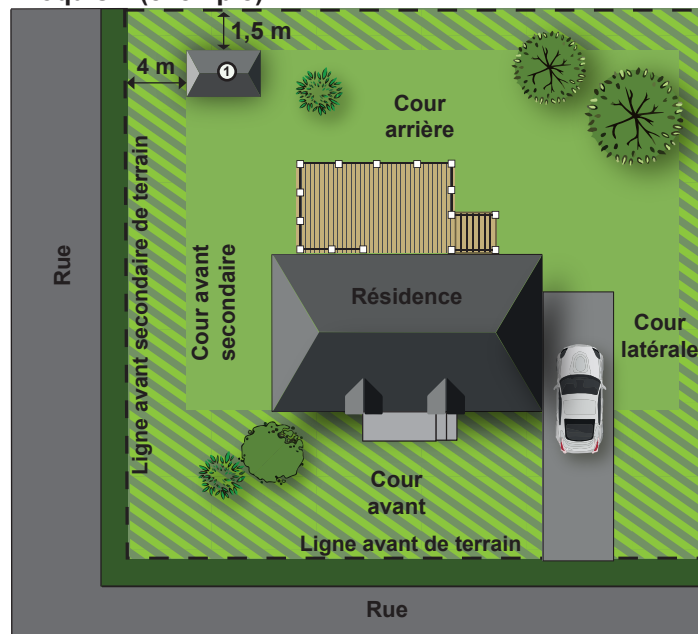 1,5 m
4 m
1
Cour
arrière
Rue
Ligne avant secondaire de terrain
Cour avant
secondaire
Résidence
Cour
latérale
Cour
avant
Ligne avant de terrain
Rue